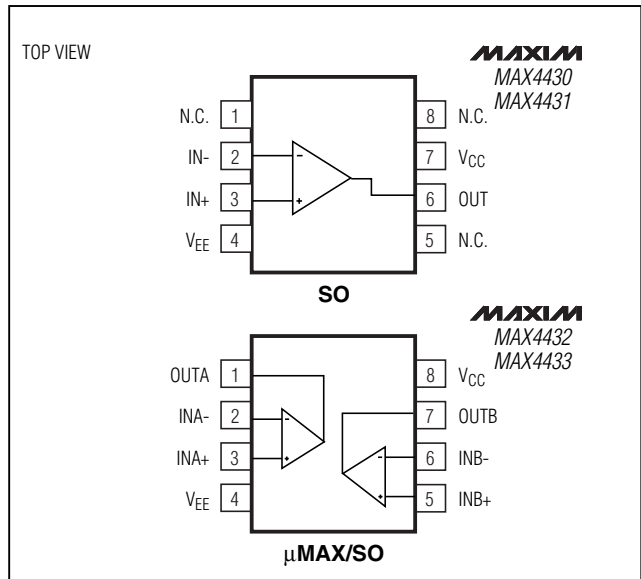 TOP VIEW
MAXIM
MAX4430
MAX4431
N.C. 1 8 N.C.
IN- 2 - 7 VCC
IN+ 3 + 6 OUT
VEE 4 5 N.C.
SO
MAXIM
MAX4432
MAX4433
OUTA 1 8 VCC
INA- 2 - 7 OUTB
INA+ 3 + - 6 INB-
VEE 4 + 5 INB+
µMAX/SO